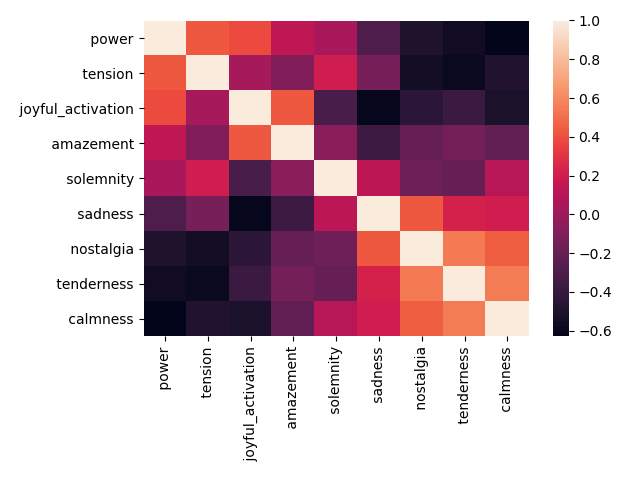 power
tension
joyful_activation
amazement
solemnity
sadness
nostalgia
tenderness
calmness
power
tension
joyful_activation
amazement
solemnity
sadness
nostalgia
tenderness
calmness
1.0
0.8
0.6
0.4
0.2
0.0
−0.2
−0.4
−0.6